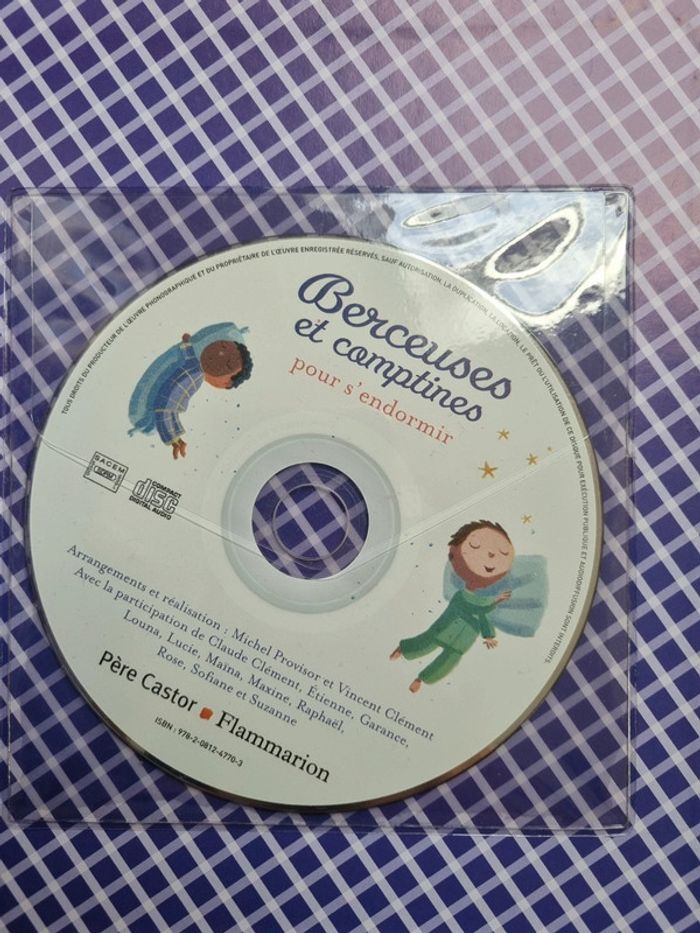 TOUS DROITS DU PRODUCTEUR DE L'ŒUVRE PHONOGRAPHIQUE ET DU PROPRIÉTAIRE DE L'ŒUVRE ENREGISTRÉE RÉSERVÉS, SAUF AUTORISATION, LA DUPLICATION, LA LOCATION, LE PRÊT OU L'UTILISATION DE CE DISQUE POUR EXÉCUTION PUBLIQUE ET AUDIODIFFUSION SONT INTERDITS.
Berceuses
et comptines
pour s'endormir
SACEM
SDRM
COMPACT
disc
DIGITAL AUDIO
Arrangements et réalisation : Michel Provisor et Vincent Clément
Avec la participation de Claude Clément, Étienne, Garance,
Louna, Lucie, Maïna, Maxine, Raphaël,
Rose, Sofiane et Suzanne
Père Castor Flammarion
ISBN : 978-2-0812-4770-3